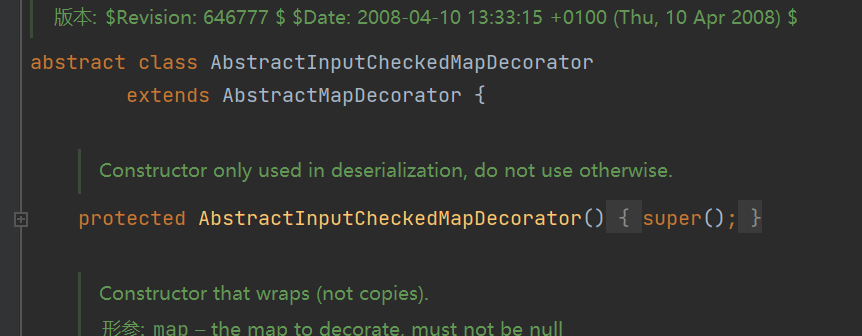 版本: $Revision: 646777 $ $Date: 2008-04-10 13:33:15 +0100 (Thu, 10 Apr 2008) $
abstract class AbstractInputCheckedMapDecorator
extends AbstractMapDecorator {
Constructor only used in deserialization, do not use otherwise.
protected AbstractInputCheckedMapDecorator() { super(); }
Constructor that wraps (not copies).
形参: map – the map to decorate, must not be null